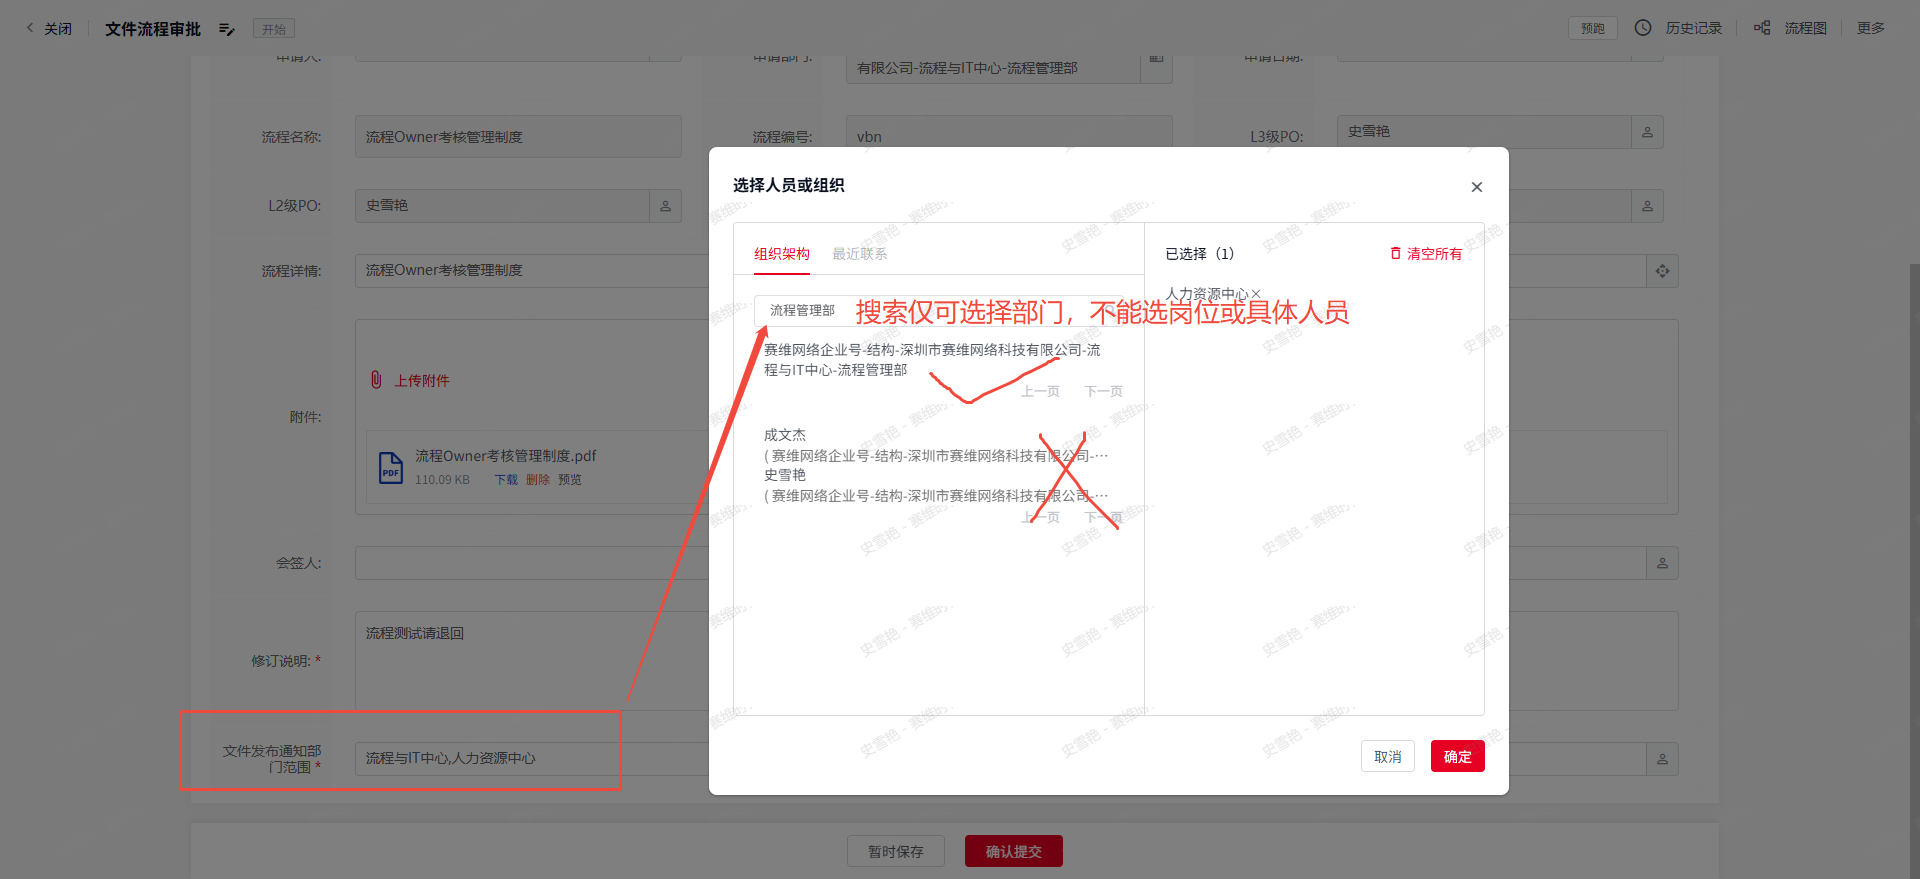 关闭
文件流程审批
开始
预跑
历史记录
流程图
更多
申请人:
申请部门:
有限公司-流程与IT中心-流程管理部
申请日期:
流程名称:
流程Owner考核管理制度
流程编号:
vbn
L3级PO:
史雪艳
L2级PO:
史雪艳
流程详情:
流程Owner考核管理制度
附件:
上传附件
流程Owner考核管理制度.pdf
110.09 KB 下载 删除 预览
会签人:
修订说明: *
流程测试请退回
文件发布通知部
门范围 *
流程与IT中心,人力资源中心
暂时保存
确认提交
选择人员或组织
组织架构
最近联系
流程管理部
搜索仅可选择部门，不能选岗位或具体人员
赛维网络企业号-结构-深圳市赛维网络科技有限公司-流
程与IT中心-流程管理部
上一页 下一页
成文杰
( 赛维网络企业号-结构-深圳市赛维网络科技有限公司-…
史雪艳
( 赛维网络企业号-结构-深圳市赛维网络科技有限公司-…
上一页 下一页
已选择（1）
清空所有
人力资源中心×
取消
确定